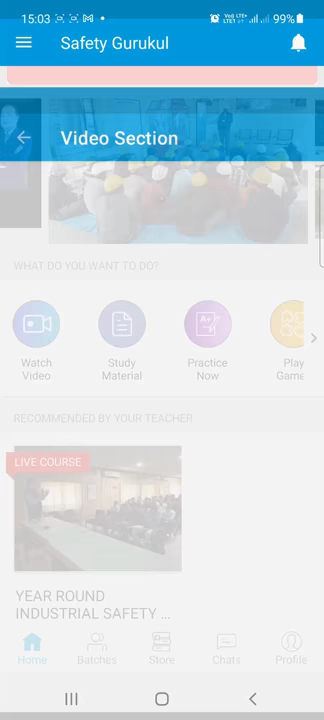 15:03
99%
Safety Gurukul
Video Section
WHAT DO YOU WANT TO DO?
Watch
Video
Study
Material
Practice
Now
Play
Game
RECOMMENDED BY YOUR TEACHER
LIVE COURSE
YEAR ROUND
INDUSTRIAL SAFETY ...
Home
Batches
Store
Chats
Profile